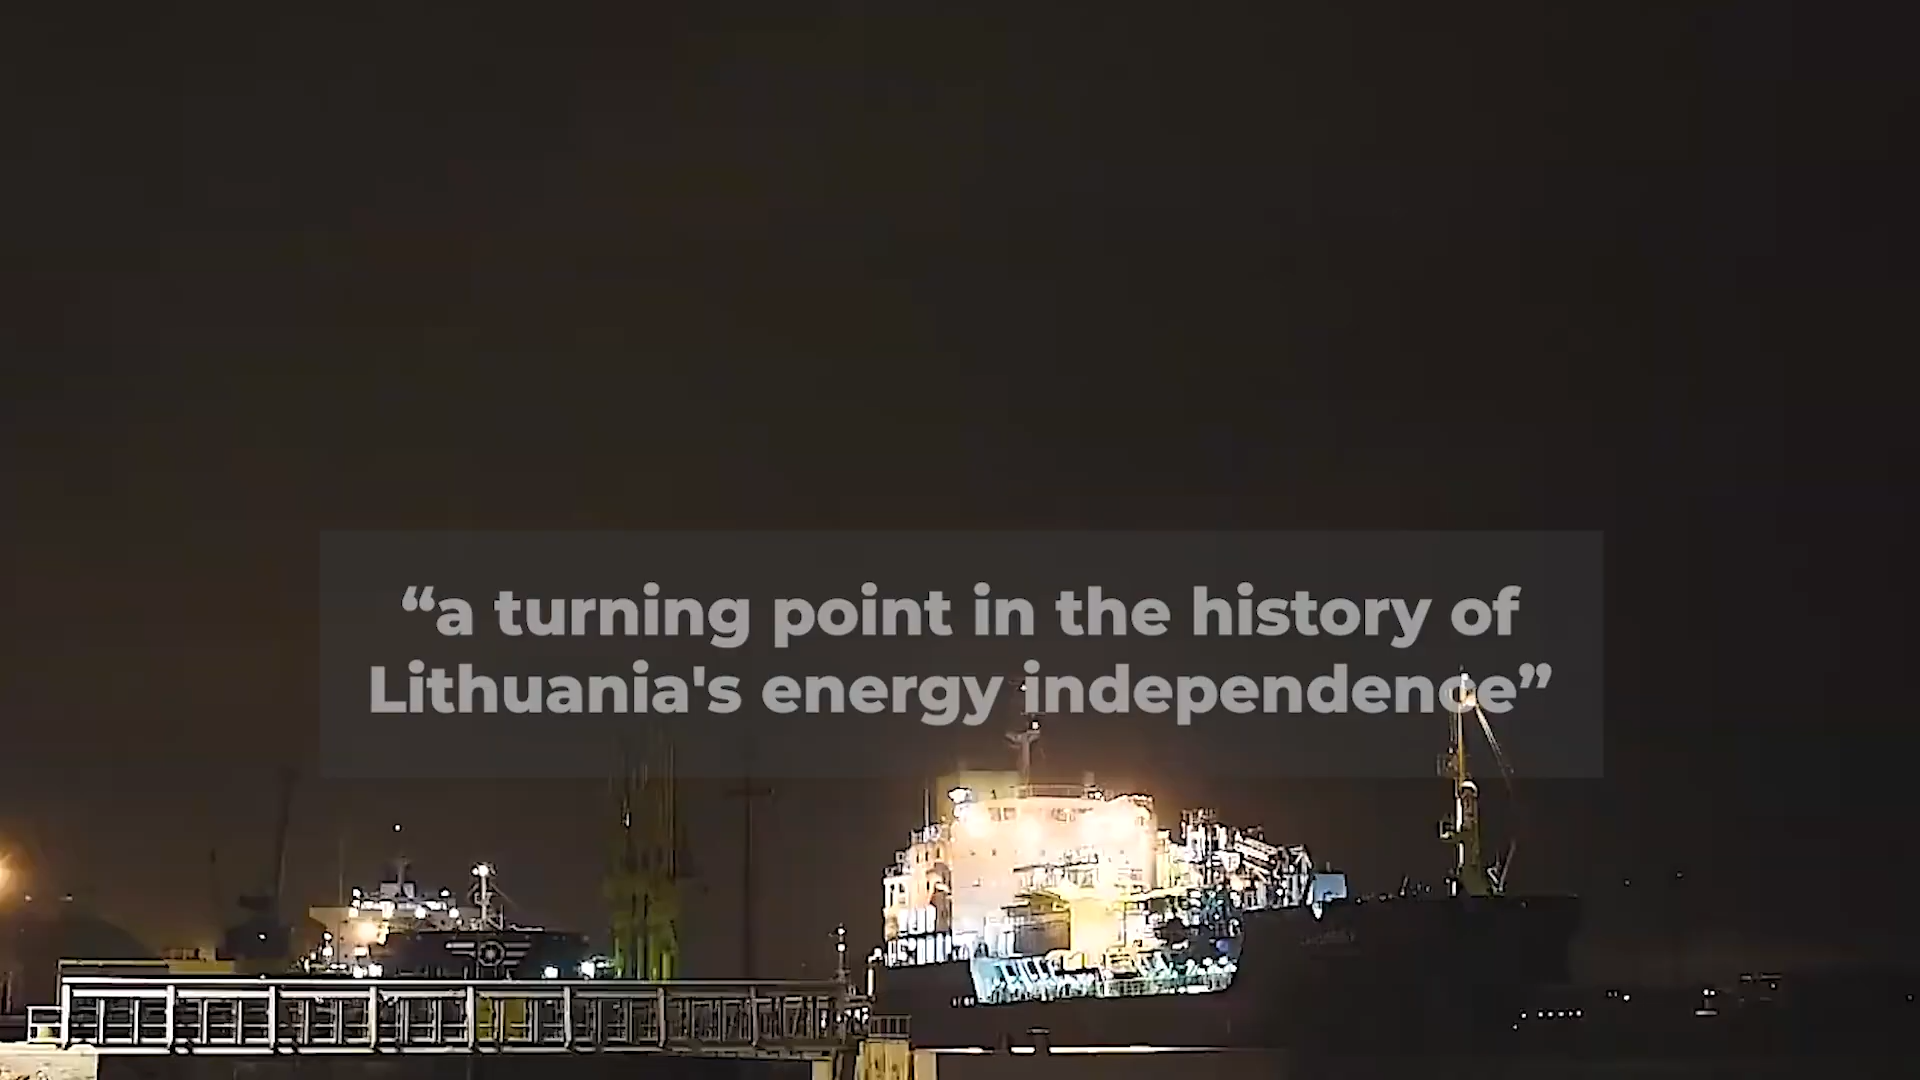 “a turning point in the history of
Lithuania's energy independence”